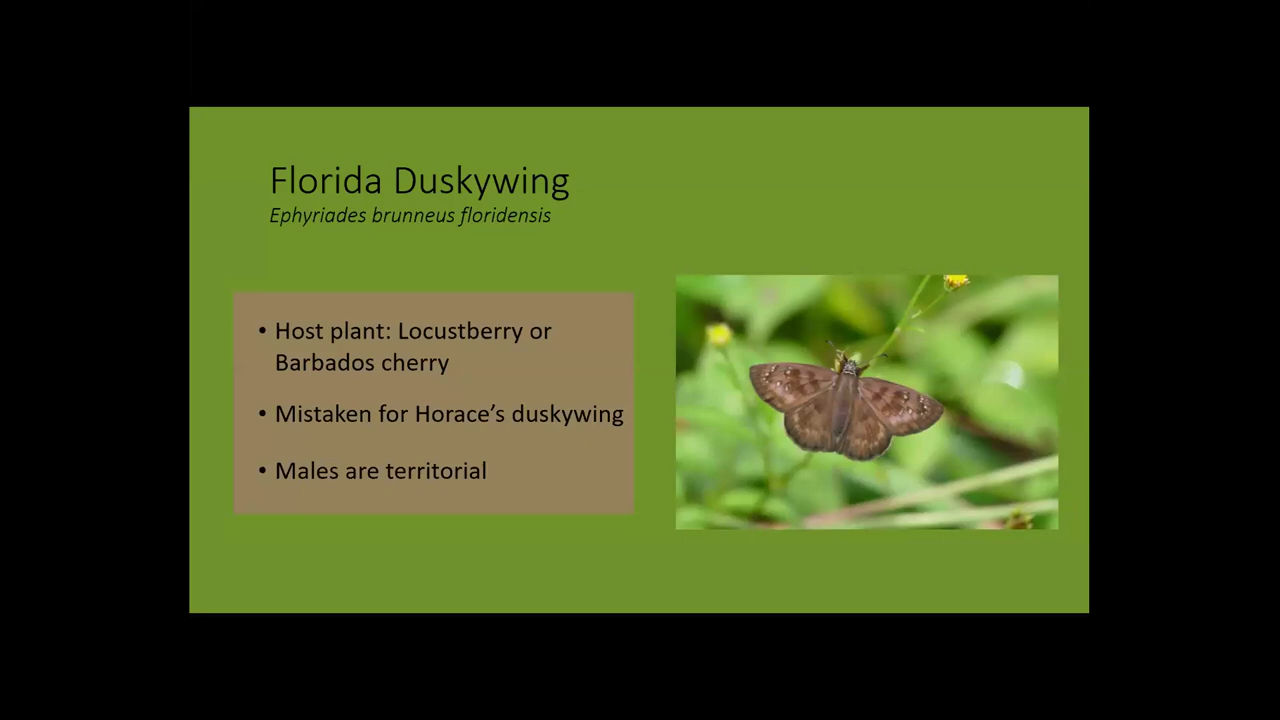 Florida Duskywing
Ephyriades brunneus floridensis
• Host plant: Locustberry or
Barbados cherry
• Mistaken for Horace’s duskywing
• Males are territorial